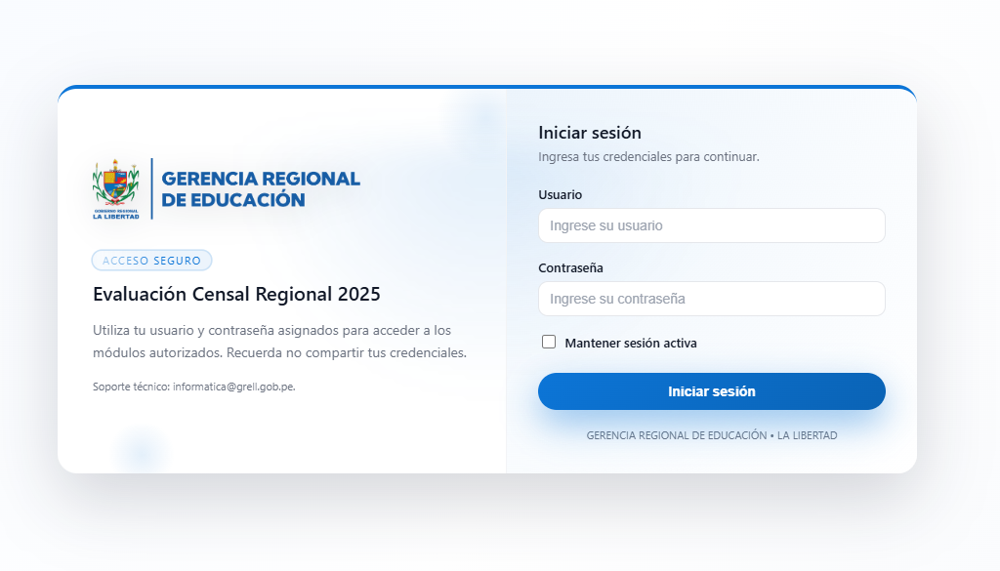 GOBIERNO REGIONAL
LA LIBERTAD
GERENCIA REGIONAL
DE EDUCACIÓN
ACCESO SEGURO
Evaluación Censal Regional 2025
Utiliza tu usuario y contraseña asignados para acceder a los
módulos autorizados. Recuerda no compartir tus credenciales.
Soporte técnico: informatica@grell.gob.pe.
Iniciar sesión
Ingresa tus credenciales para continuar.
Usuario
Ingrese su usuario
Contraseña
Ingrese su contraseña
Mantener sesión activa
Iniciar sesión
GERENCIA REGIONAL DE EDUCACIÓN • LA LIBERTAD